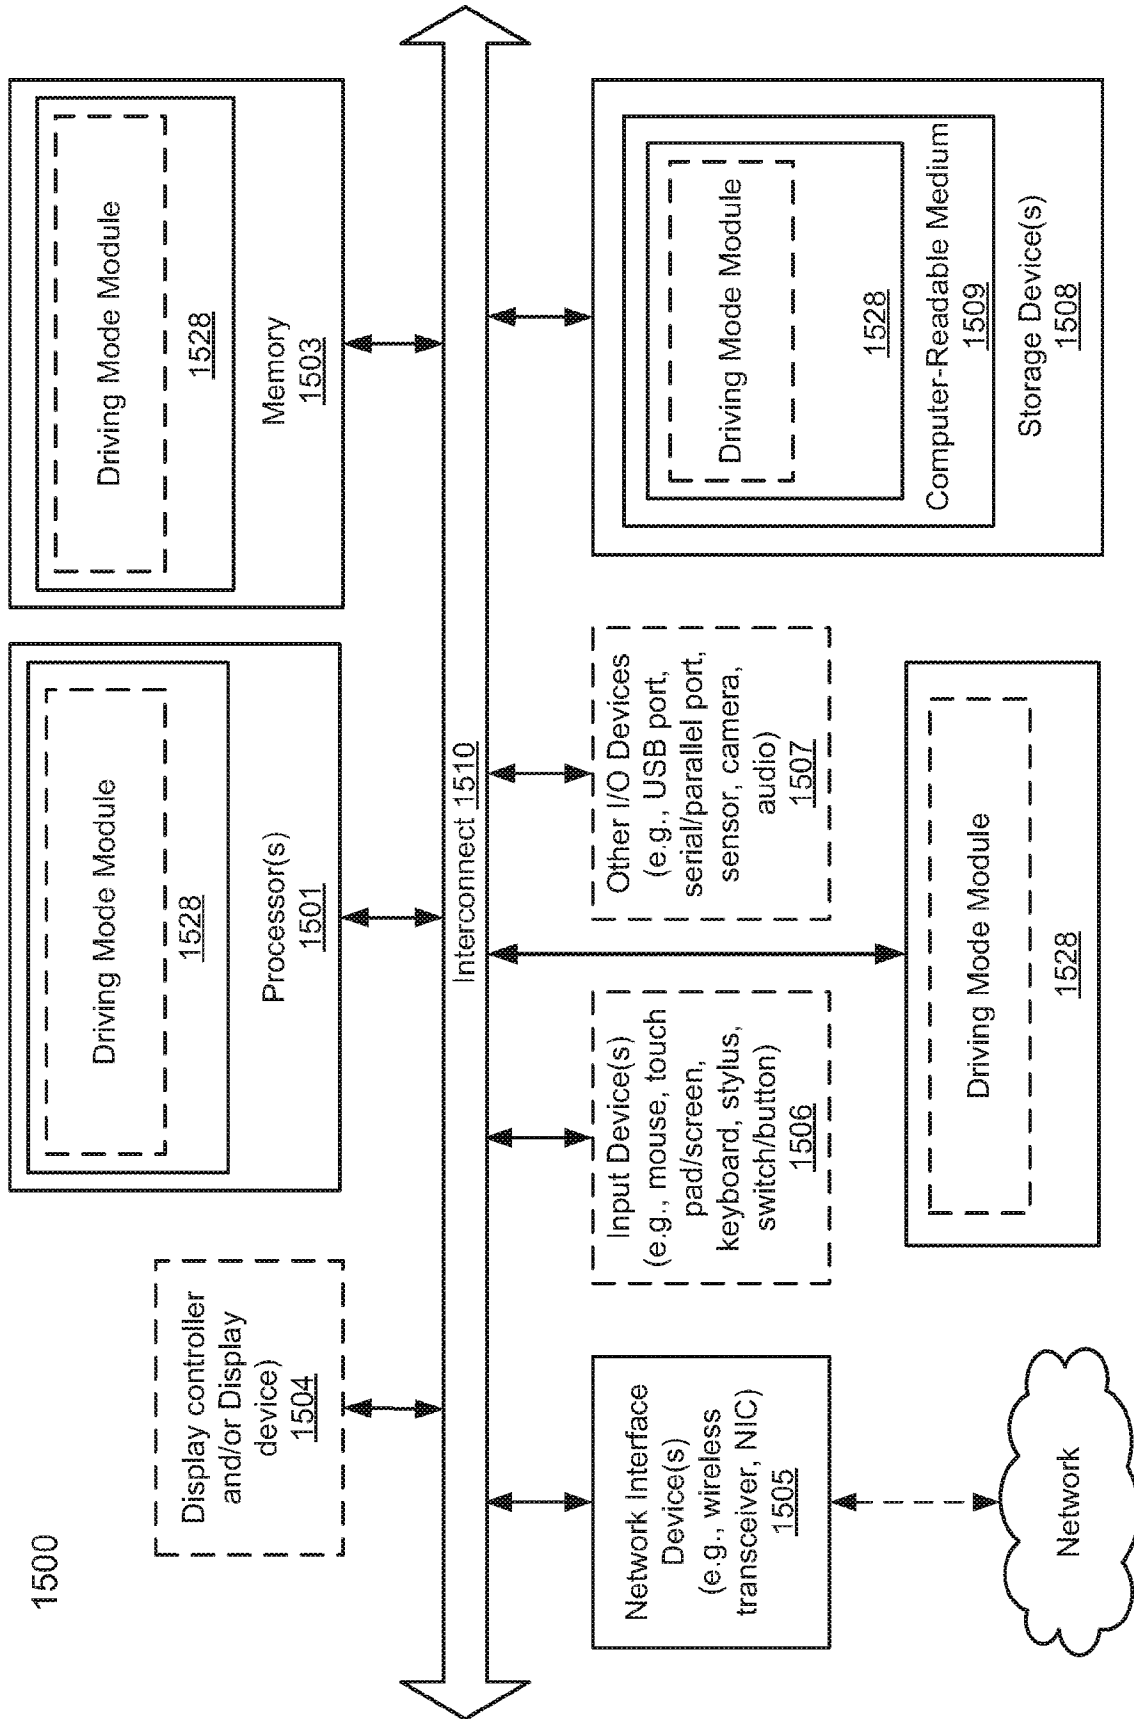 1500
Display controller
and/or Display
device)
1504
Driving Mode Module
1528
Processor(s)
1501
Driving Mode Module
1528
Memory
1503
Interconnect 1510
Network Interface
Device(s)
(e.g., wireless
transceiver, NIC)
1505
Input Device(s)
(e.g., mouse, touch
pad/screen,
keyboard, stylus,
switch/button)
1506
Other I/O Devices
(e.g., USB port,
serial/parallel port,
sensor, camera,
audio)
1507
Driving Mode Module
1528
Computer-Readable Medium
1509
Storage Device(s)
1508
Network
Driving Mode Module
1528